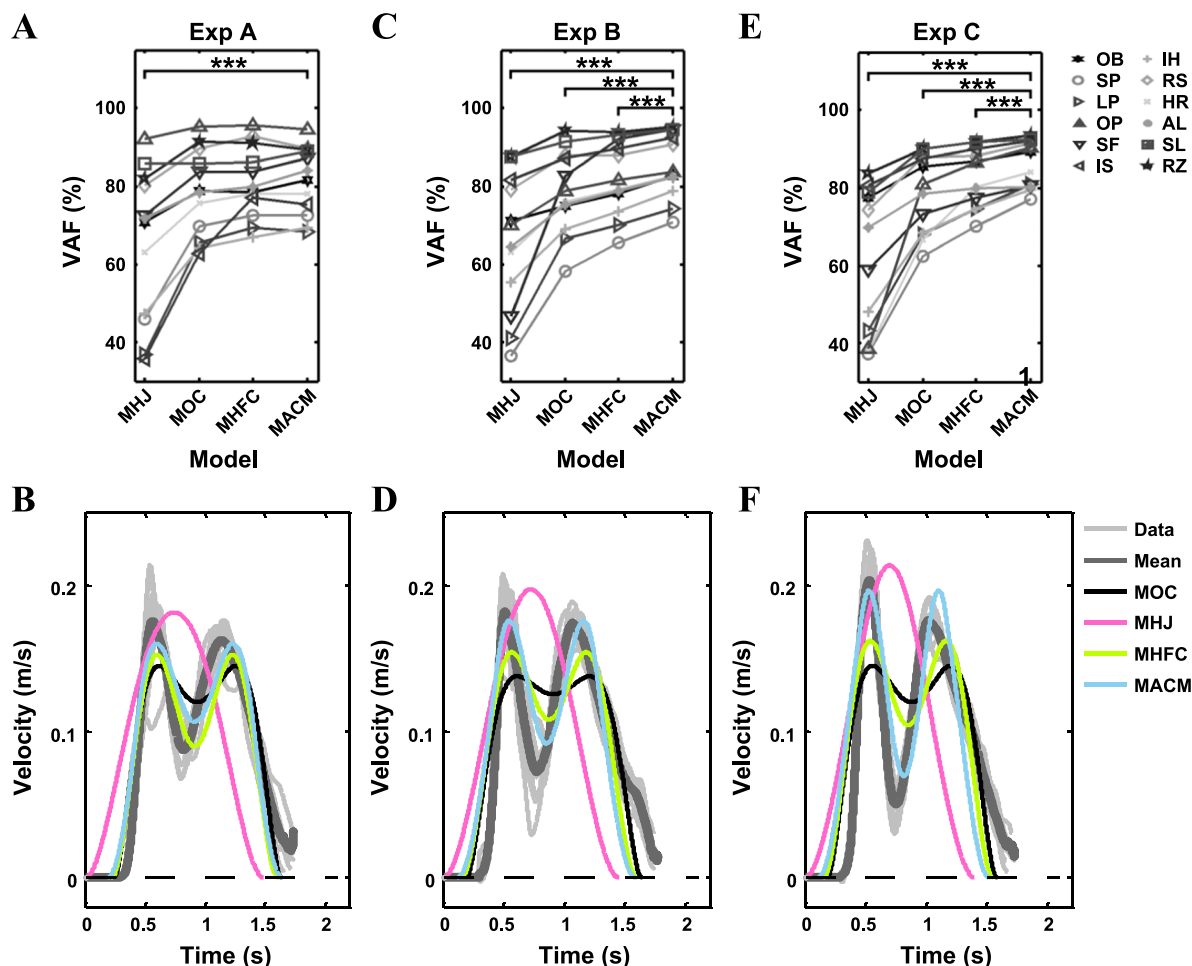 A
Exp A
***
100
80
60
40
VAF (%)
MHJ
MOC
MHFC
MACM
Model
C
Exp B
***
***
***
100
80
60
40
VAF (%)
MHJ
MOC
MHFC
MACM
Model
E
Exp C
***
***
***
100
80
60
40
VAF (%)
1
MHJ
MOC
MHFC
MACM
Model
OB
SP
LP
OP
SF
IS
IH
RS
HR
AL
SL
RZ
B
0.2
0.1
0
Velocity (m/s)
0 0.5 1 1.5 2
Time (s)
D
0.2
0.1
0
Velocity (m/s)
0 0.5 1 1.5 2
Time (s)
F
0.2
0.1
0
Velocity (m/s)
0 0.5 1 1.5 2
Time (s)
Data
Mean
MOC
MHJ
MHFC
MACM